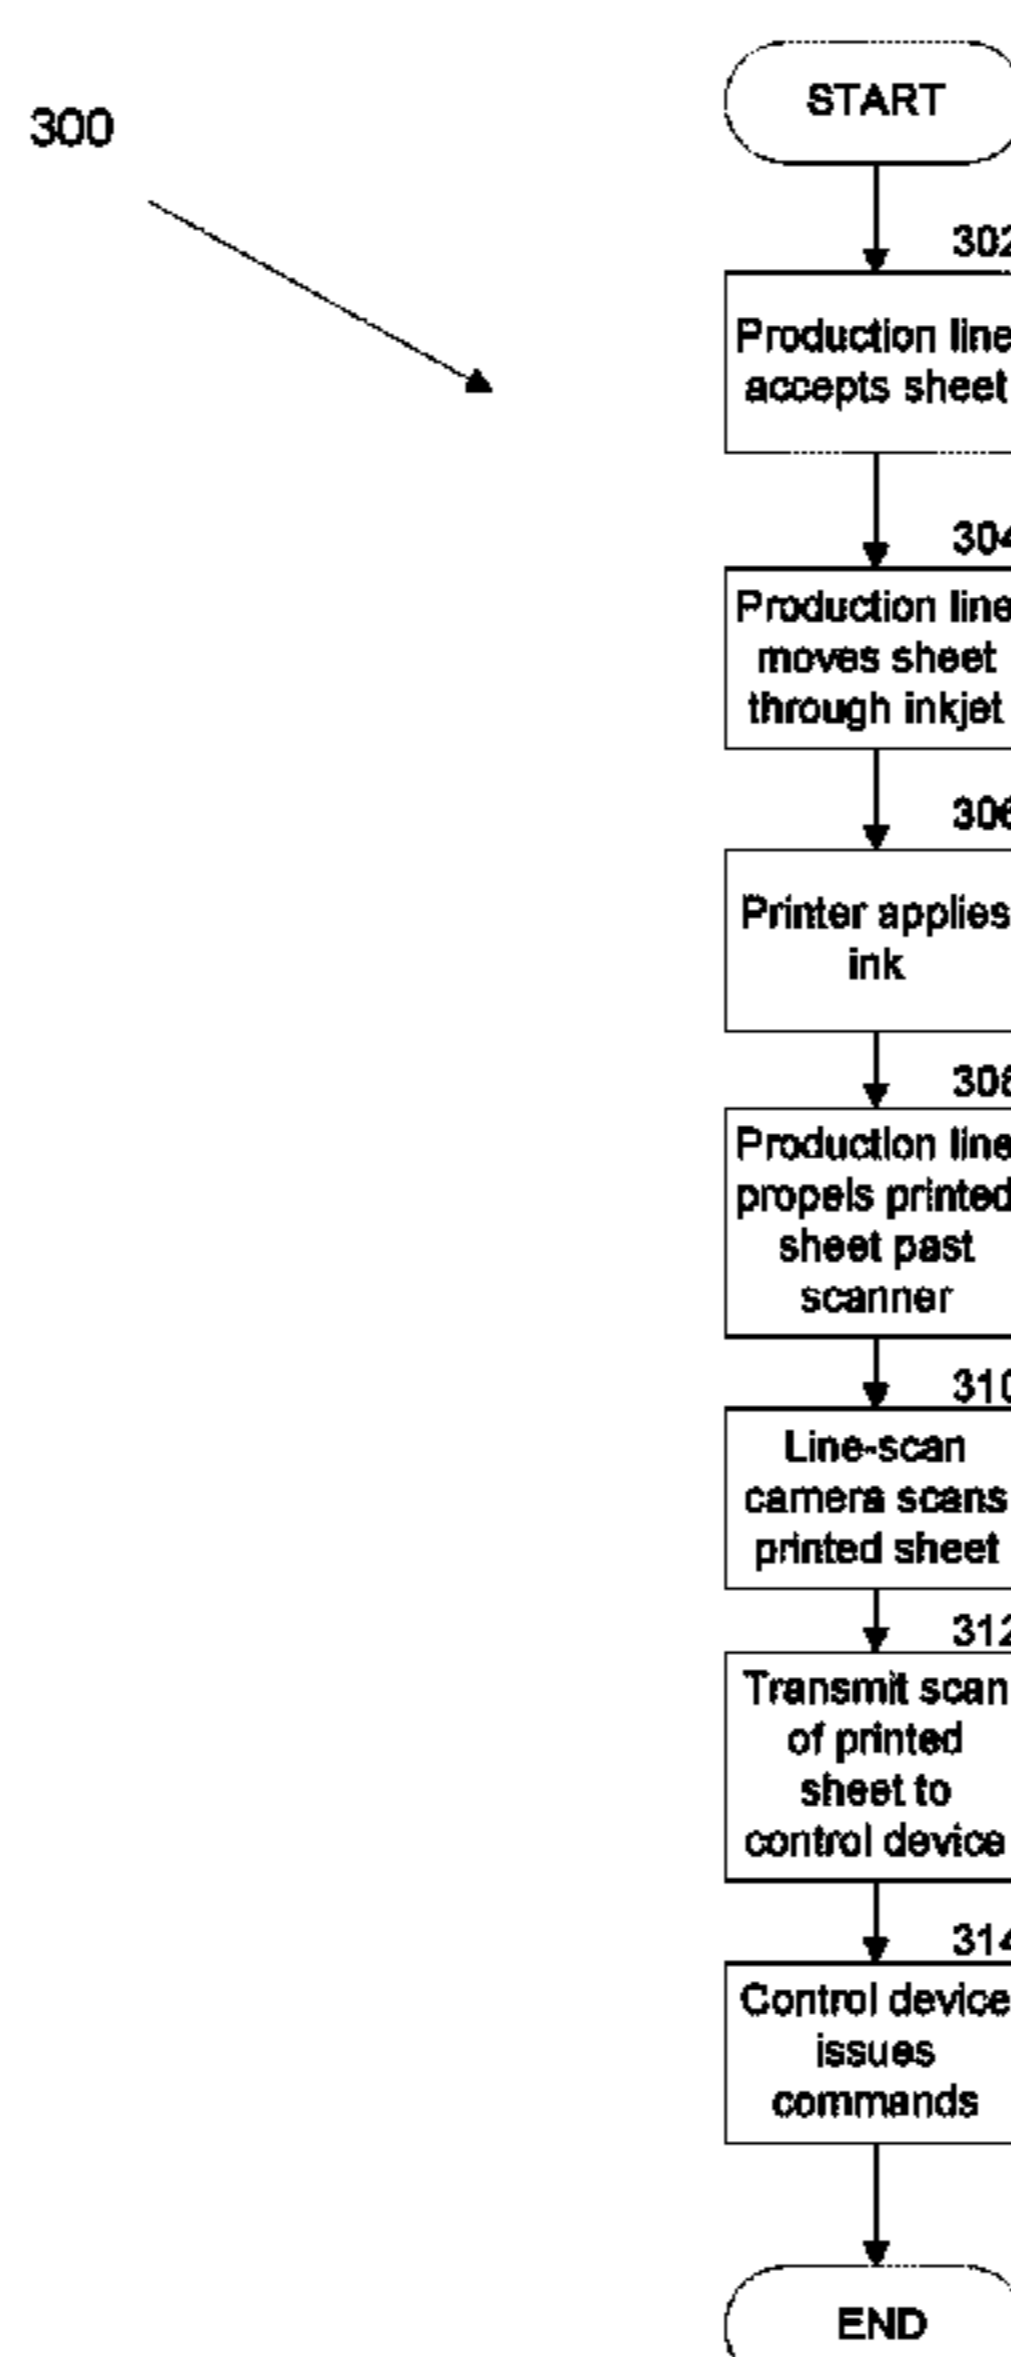 300
START
302
Production line
accepts sheet
304
Production line
moves sheet
through inkjet
306
Printer applies
ink
308
Production line
propels printed
sheet past
scanner
310
Line-scan
camera scans
printed sheet
312
Transmit scan
of printed
sheet to
control device
314
Control device
issues
commands
END